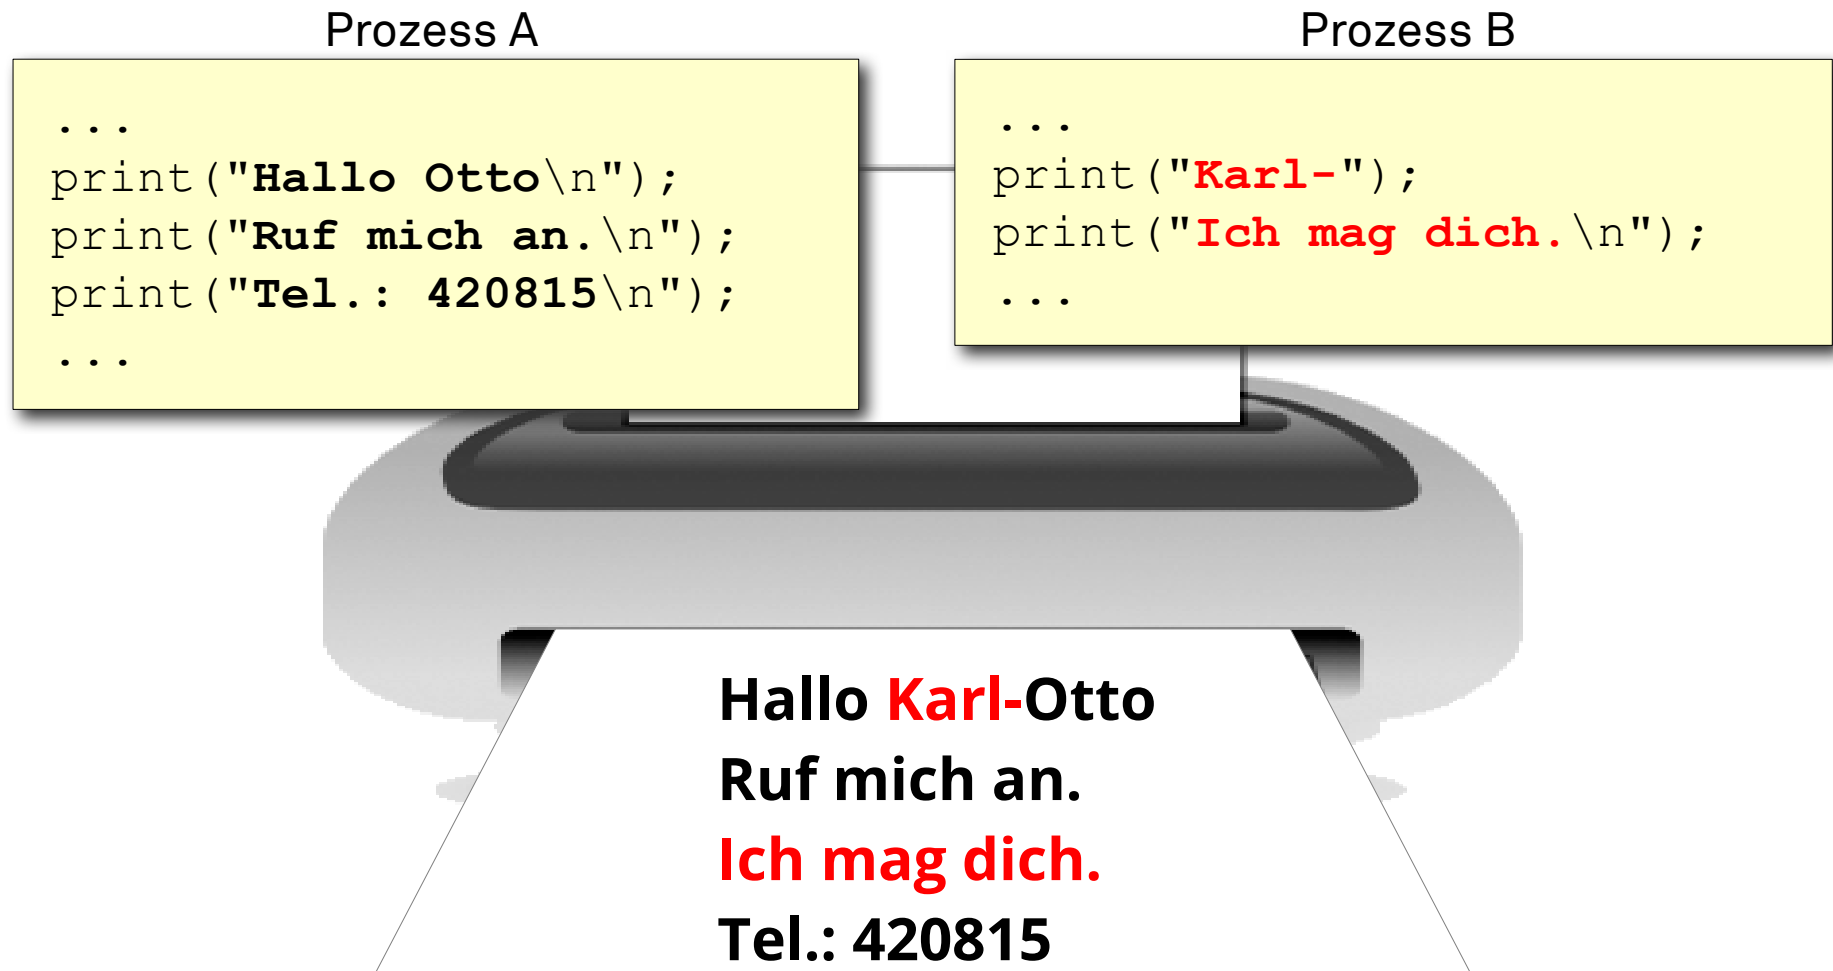 Prozess A
...
print("Hallo Otto\n");
print("Ruf mich an.\n");
print("Tel.: 420815\n");
...
Prozess B
...
print("Karl-");
print("Ich mag dich.\n");
...
Hallo Karl-Otto
Ruf mich an.
Ich mag dich.
Tel.: 420815